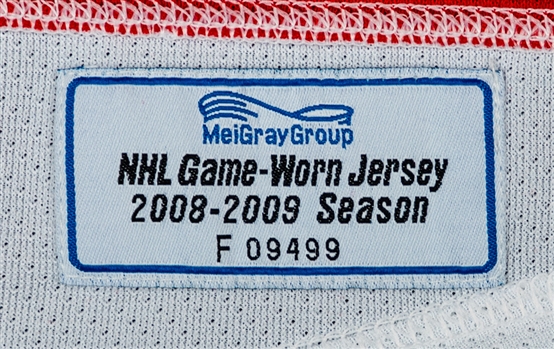 MeiGrayGroup
NHL Game-Worn Jersey
2008-2009 Season
F 09499